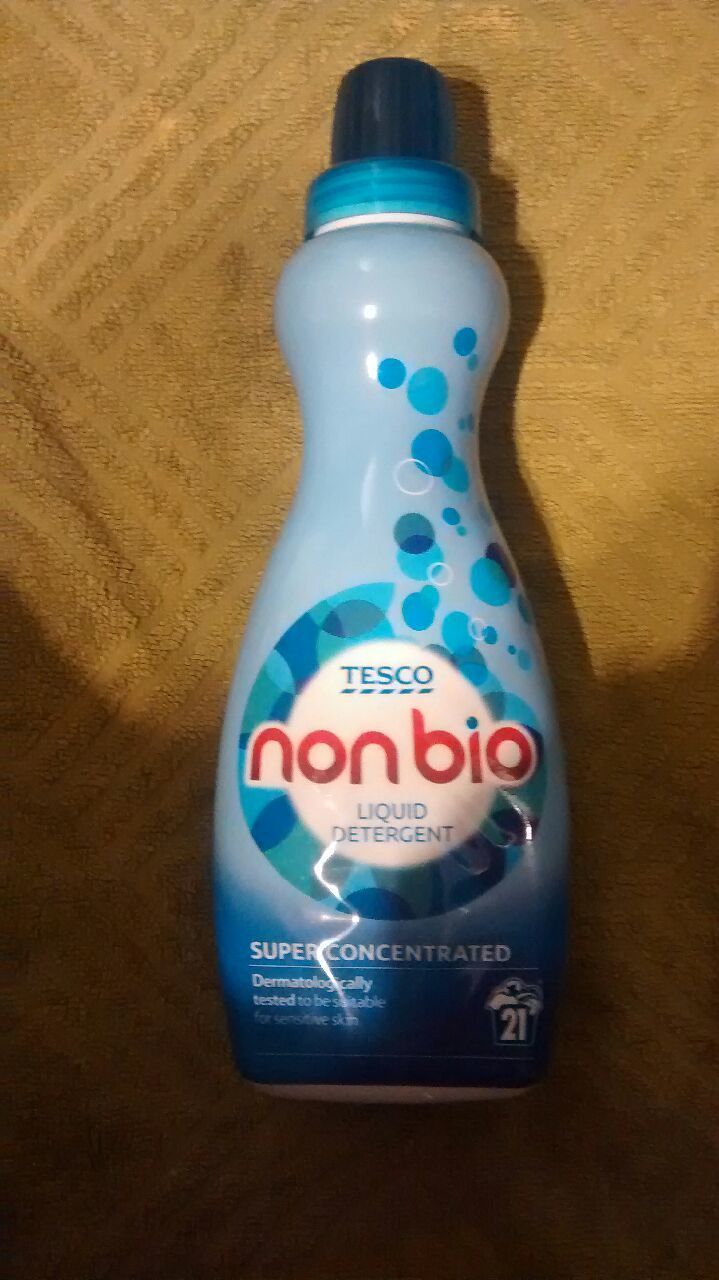 TESCO
non bio
LIQUID
DETERGENT
SUPER CONCENTRATED
Dermatologically
tested to be suitable
for sensitive skin
21